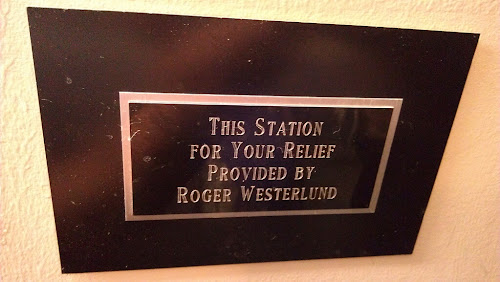 This Station
for Your Relief
Provided by
Roger Westerlund